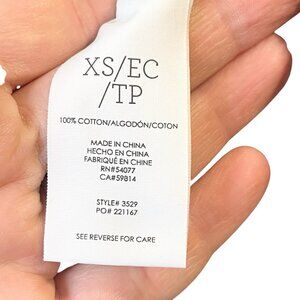 XS/EC
/TP
100% COTTON/ALGODÓN/COTON
MADE IN CHINA
HECHO EN CHINA
FABRIQUÉ EN CHINE
RN#54077
CA#59814
STYLE# 3529
PO# 221167
SEE REVERSE FOR CARE